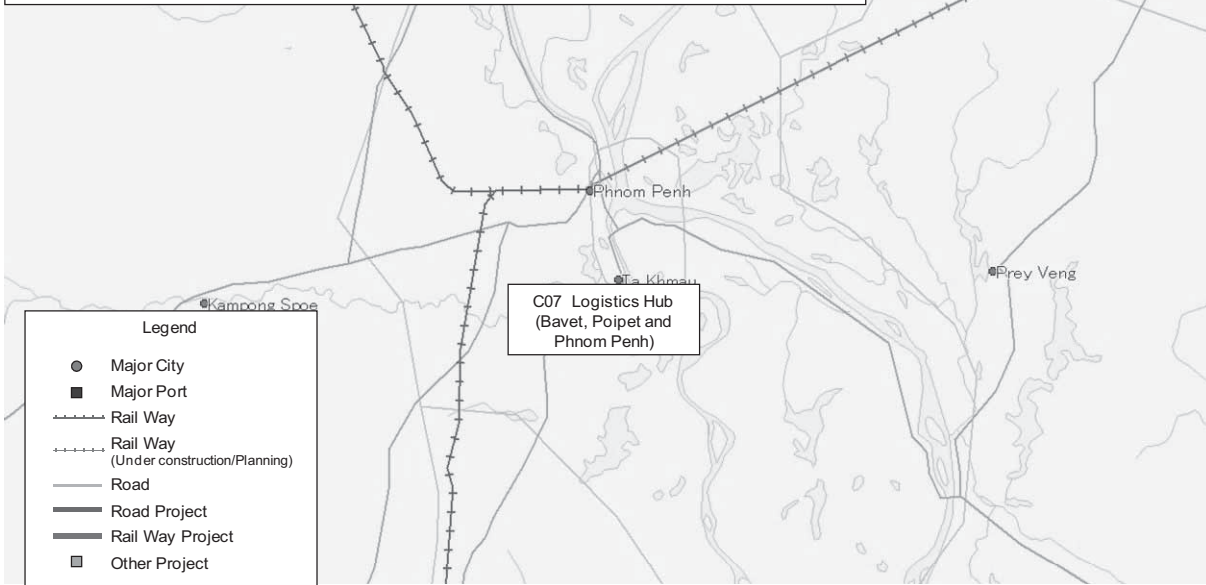 Phnom Penh
Prey Veng
Ta Khmau
Kampong Spoe
C07 Logistics Hub
(Bavet, Poipet and
Phnom Penh)
Legend
Major City
Major Port
Rail Way
Rail Way
(Under construction/Planning)
Road
Road Project
Rail Way Project
Other Project